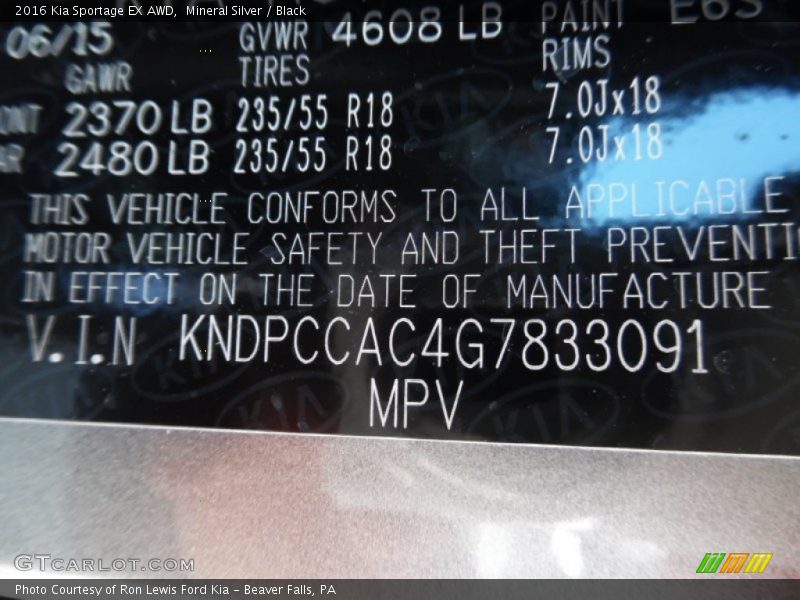 2016 Kia Sportage EX AWD,  Mineral Silver / Black
06/15 GVWR 4608 LB PAINT E6S
GAWR TIRES RIMS
2370 LB 235/55 R18 7.0Jx18
2480 LB 235/55 R18 7.0Jx18
THIS VEHICLE CONFORMS TO ALL APPLICABLE
MOTOR VEHICLE SAFETY AND THEFT PREVENTI
IN EFFECT ON THE DATE OF MANUFACTURE
V.I.N KNDPCCAC4G7833091
MPV
GTCARLOT.COM
Photo Courtesy of Ron Lewis Ford Kia - Beaver Falls, PA